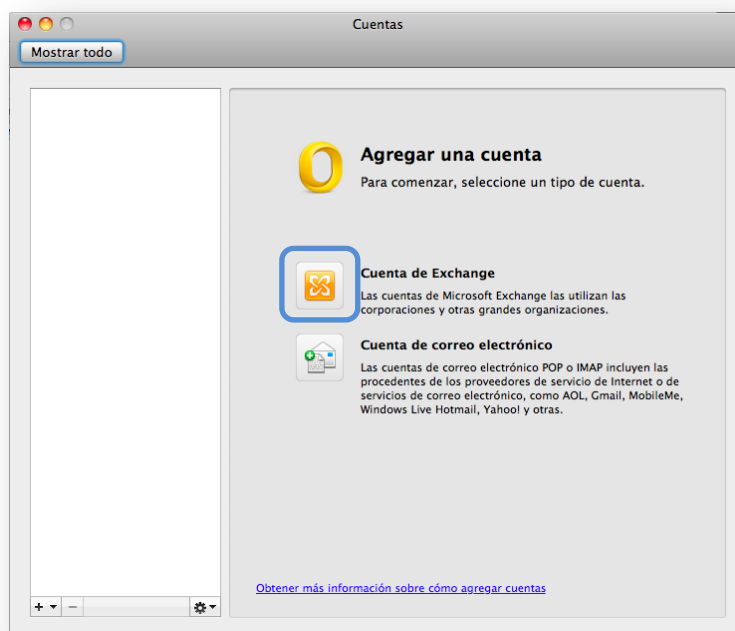 Cuentas
Mostrar todo
Agregar una cuenta
Para comenzar, seleccione un tipo de cuenta.
Cuenta de Exchange
Las cuentas de Microsoft Exchange las utilizan las
corporaciones y otras grandes organizaciones.
Cuenta de correo electrónico
Las cuentas de correo electrónico POP o IMAP incluyen las
procedentes de los proveedores de servicio de Internet o de
servicios de correo electrónico, como AOL, Gmail, MobileMe,
Windows Live Hotmail, Yahoo! y otras.
Obtener más información sobre cómo agregar cuentas